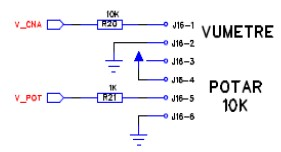 10K
V_CNA R20 J16-1 VUMETRE
J16-2
J16-3
J16-4
POTAR
1K
V_POT R21 J16-5 10K
J16-6